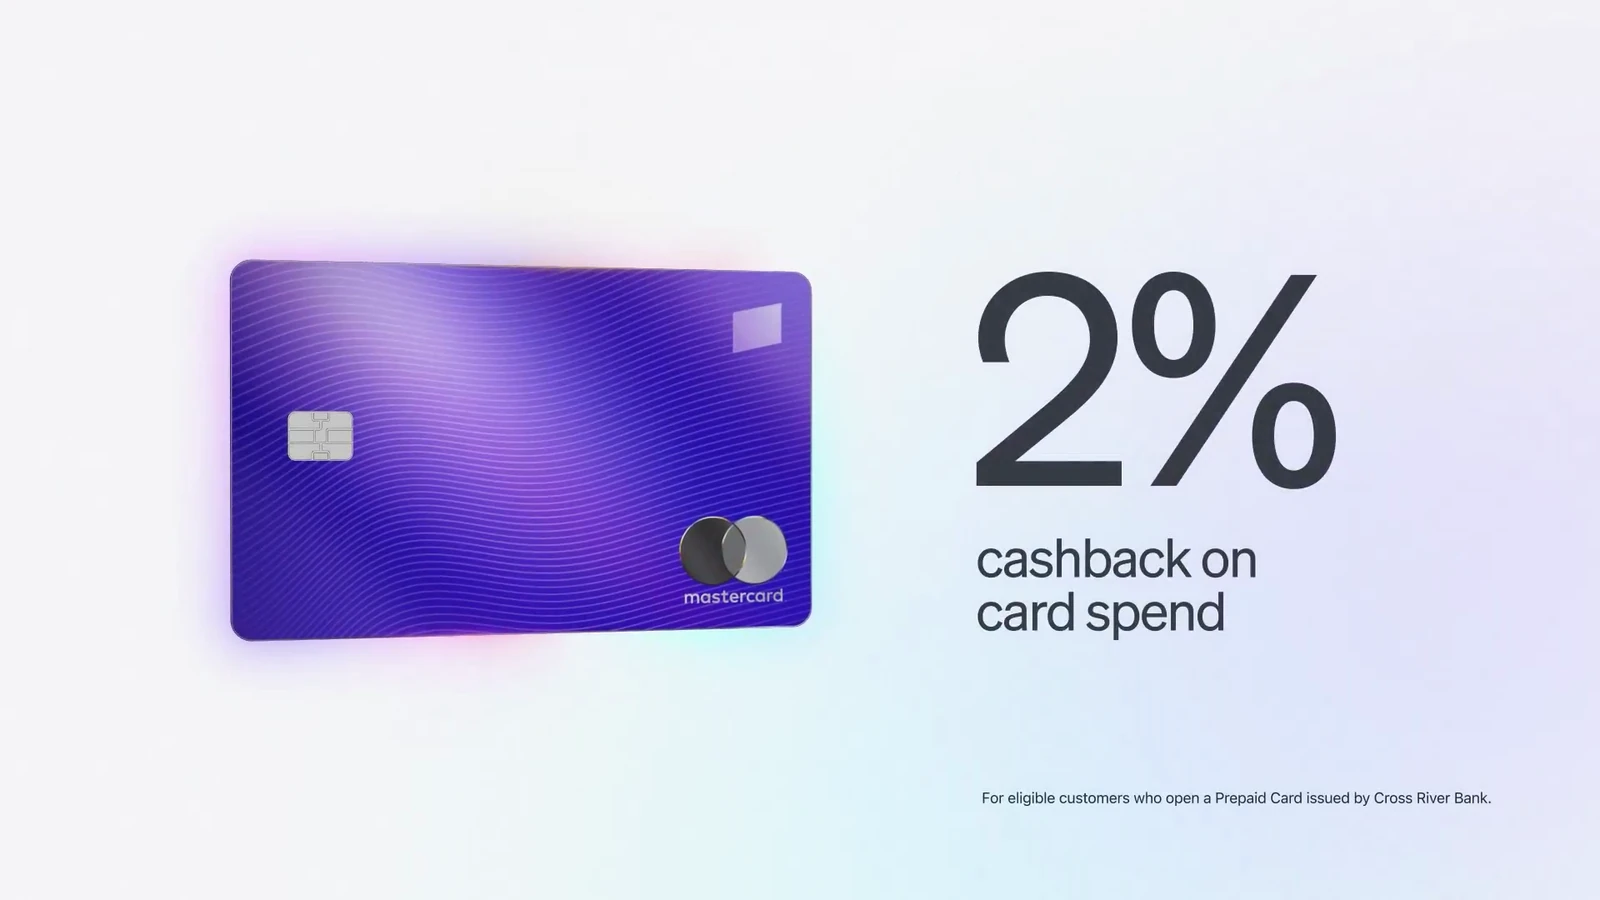 mastercard
2%
cashback on
card spend
For eligible customers who open a Prepaid Card issued by Cross River Bank.